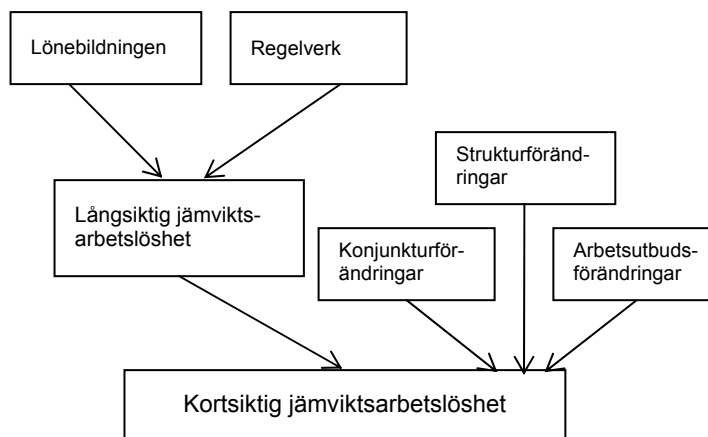 Lönebildningen
Regelverk
Strukturföränd-
ringar
Långsiktig jämvikts-
arbetslöshet
Konjunkturför-
ändringar
Arbetsutbuds-
förändringar
Kortsiktig jämviktsarbetslöshet